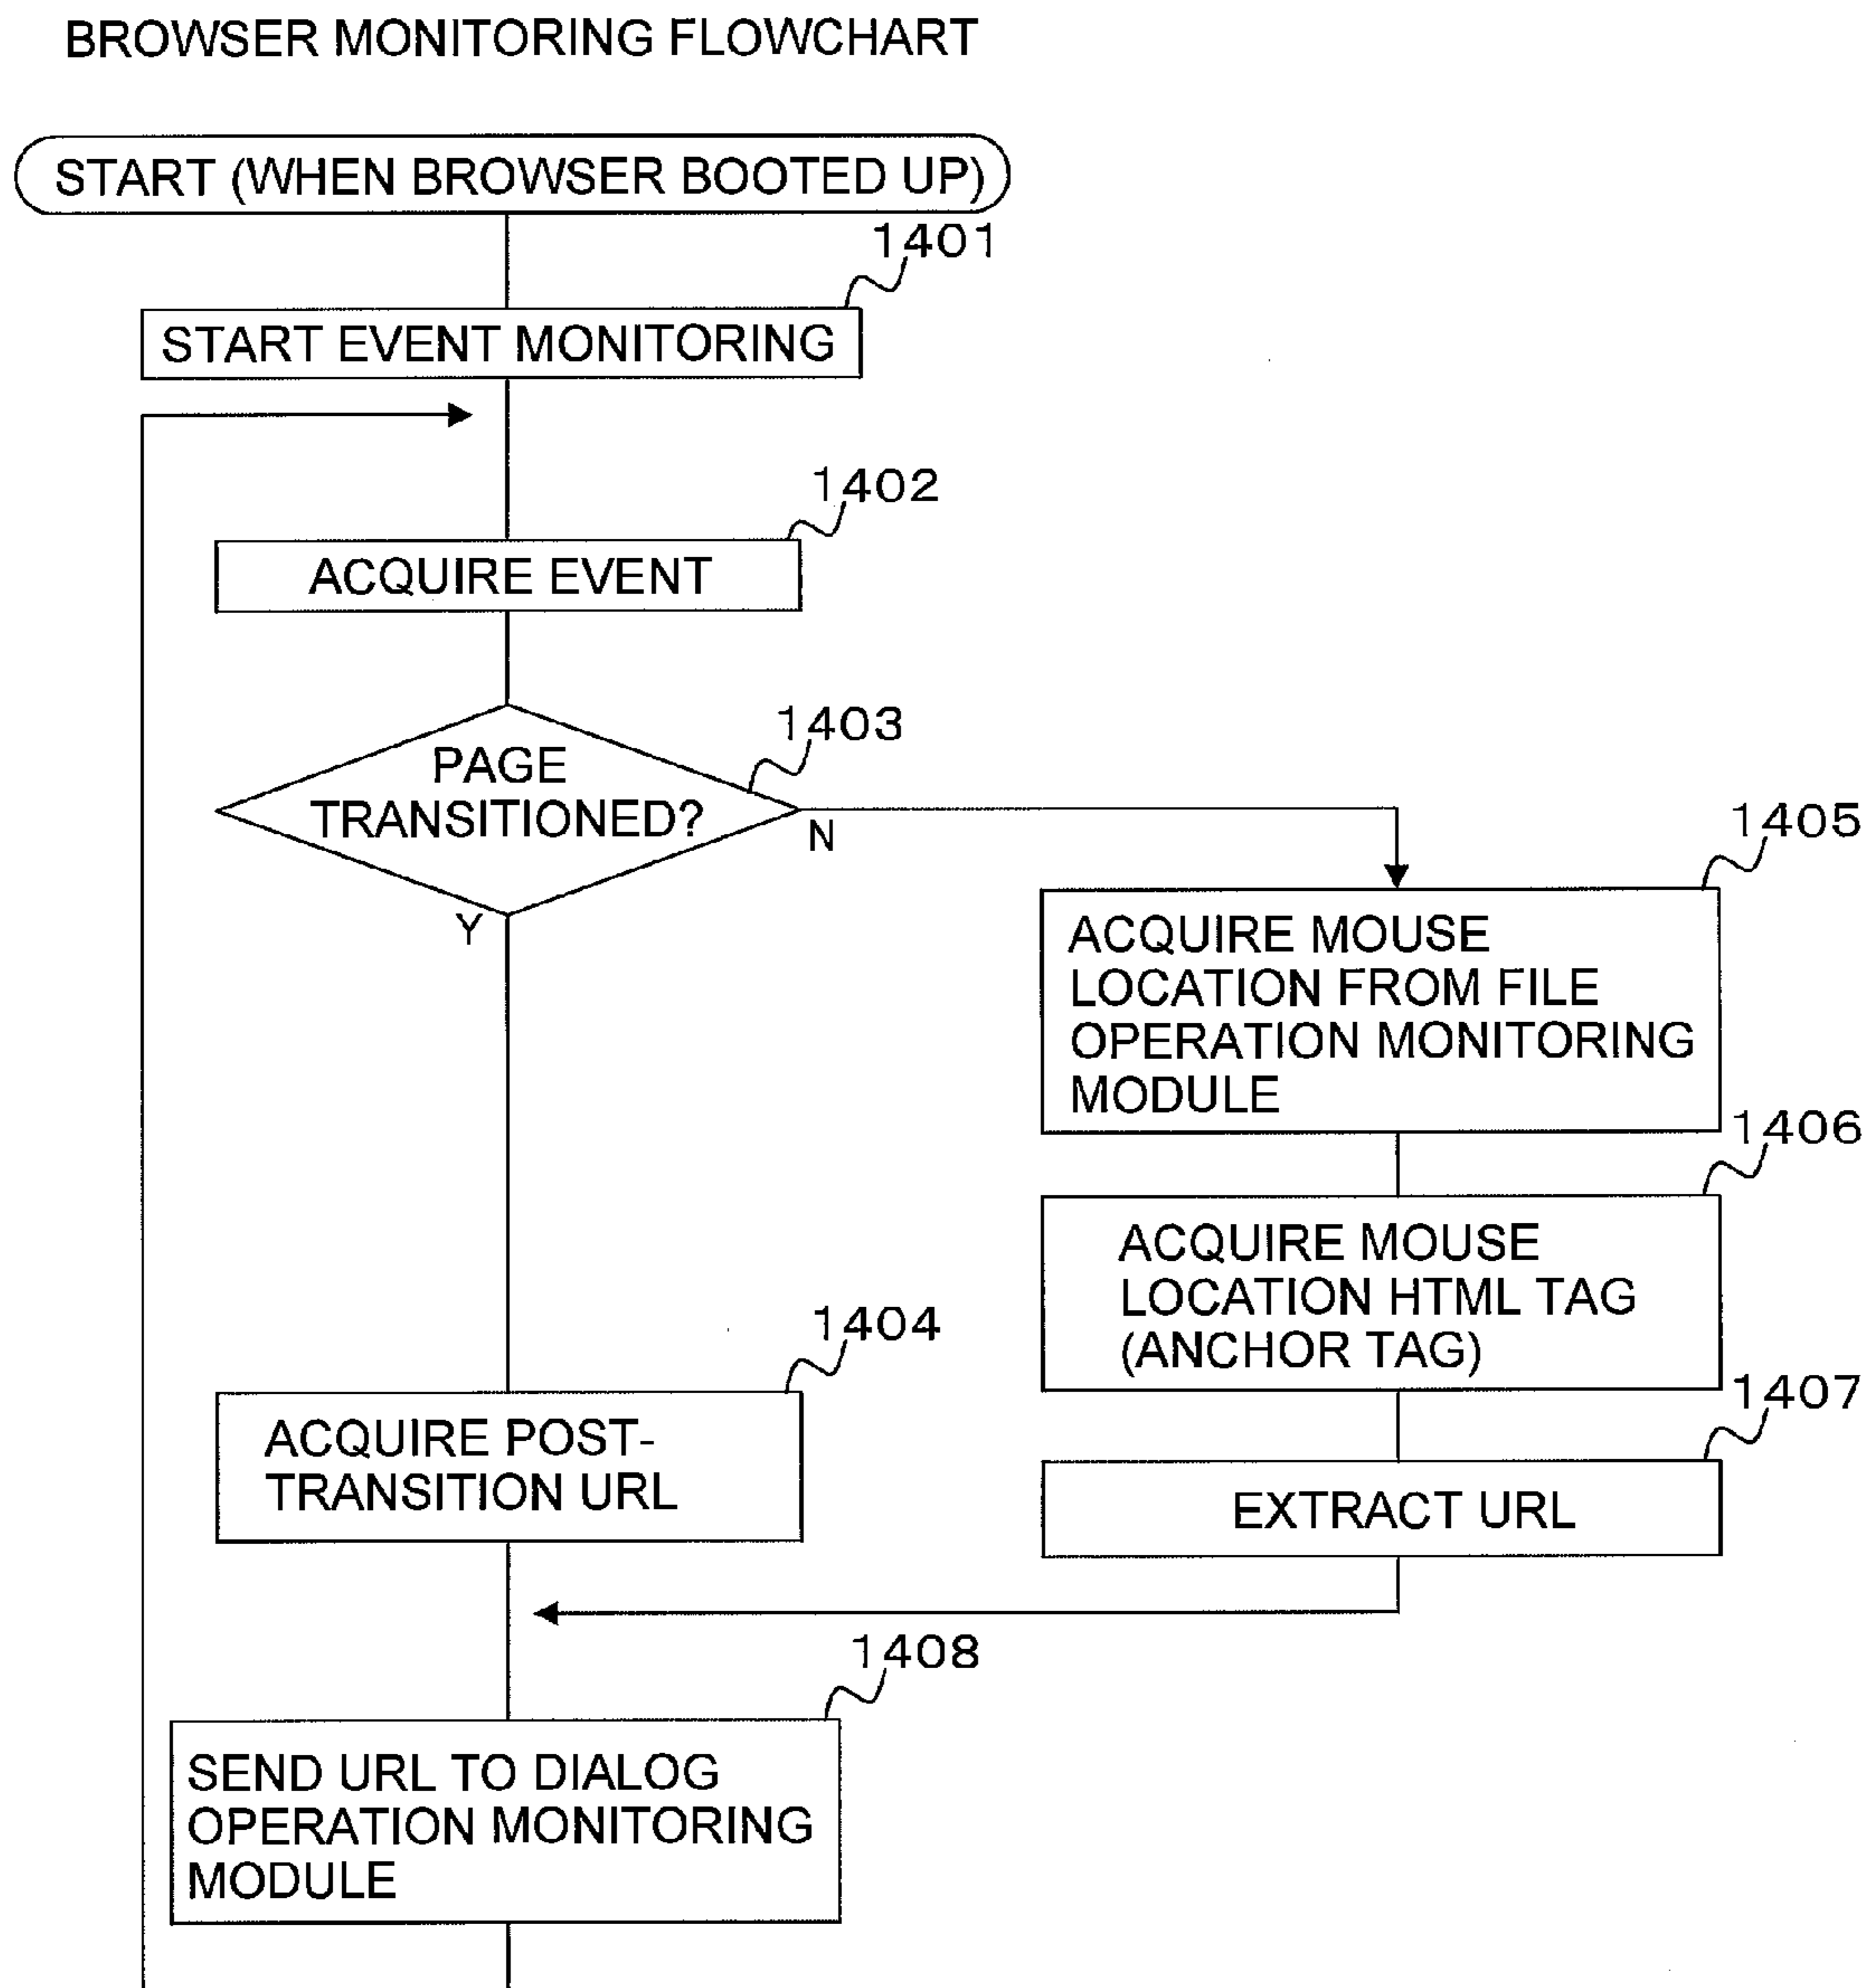 BROWSER MONITORING FLOWCHART
START (WHEN BROWSER BOOTED UP)
1401
START EVENT MONITORING
1402
ACQUIRE EVENT
1403
PAGE
TRANSITIONED?
N
Y
1405
ACQUIRE MOUSE
LOCATION FROM FILE
OPERATION MONITORING
MODULE
1406
ACQUIRE MOUSE
LOCATION HTML TAG
(ANCHOR TAG)
1404
ACQUIRE POST-
TRANSITION URL
1407
EXTRACT URL
1408
SEND URL TO DIALOG
OPERATION MONITORING
MODULE